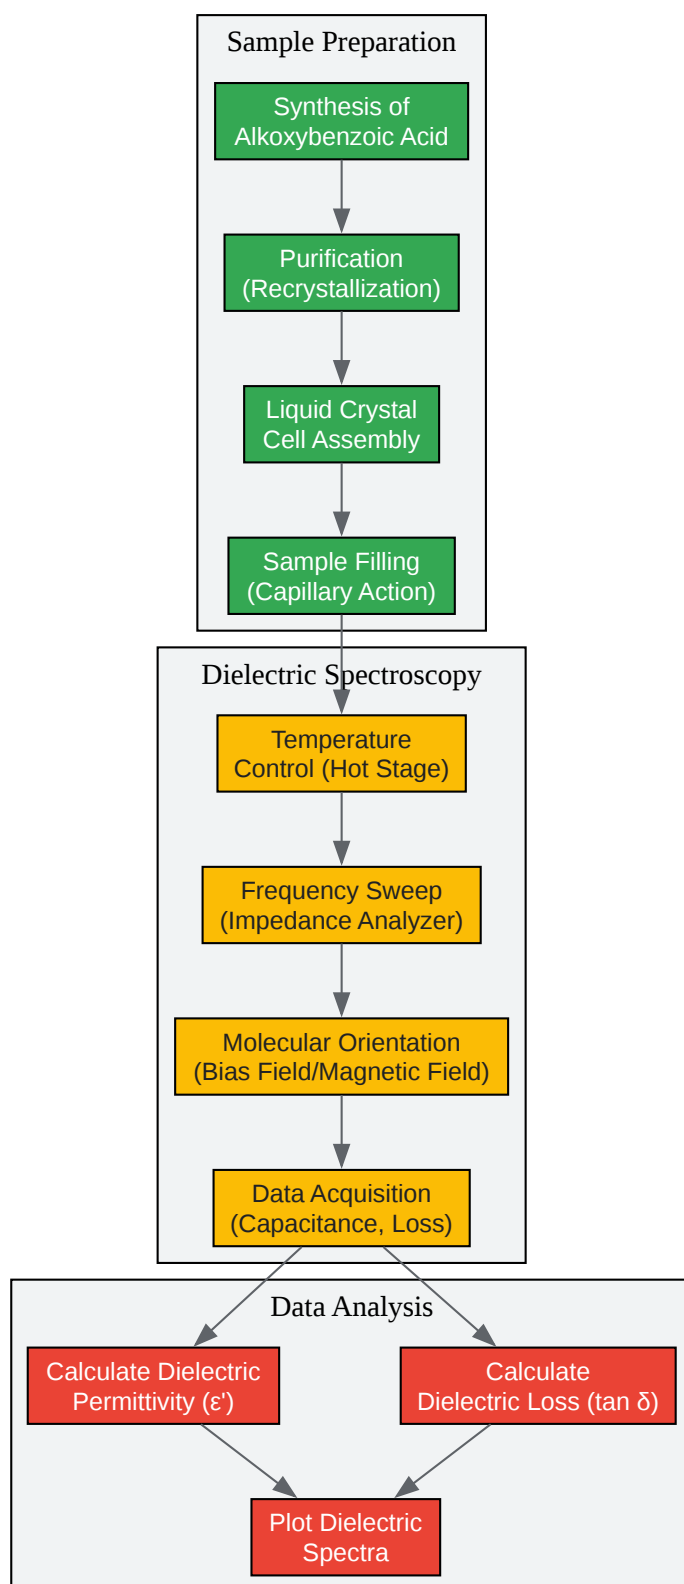 Sample Preparation
Synthesis of
Alkoxybenzoic Acid
Purification
(Recrystallization)
Liquid Crystal
Cell Assembly
Sample Filling
(Capillary Action)
Dielectric Spectroscopy
Temperature
Control (Hot Stage)
Frequency Sweep
(Impedance Analyzer)
Molecular Orientation
(Bias Field/Magnetic Field)
Data Acquisition
(Capacitance, Loss)
Data Analysis
Calculate Dielectric
Permittivity (ε')
Calculate
Dielectric Loss (tan δ)
Plot Dielectric
Spectra